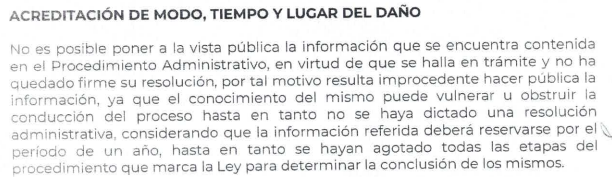 ACREDITACIÓN DE MODO, TIEMPO Y LUGAR DEL DAÑO
No es posible poner a la vista pública la información que se encuentra contenida
en el Procedimiento Administrativo, en virtud de que se halla en trámite y no ha
quedado firme su resolución, por tal motivo resulta improcedente hacer pública la
información, ya que el conocimiento del mismo puede vulnerar u obstruir la
conducción del proceso hasta en tanto no se haya dictado una resolución
administrativa, considerando que la información referida deberá reservarse por el
período de un año, hasta en tanto se hayan agotado todas las etapas del
procedimiento que marca la Ley para determinar la conclusión de los mismos.